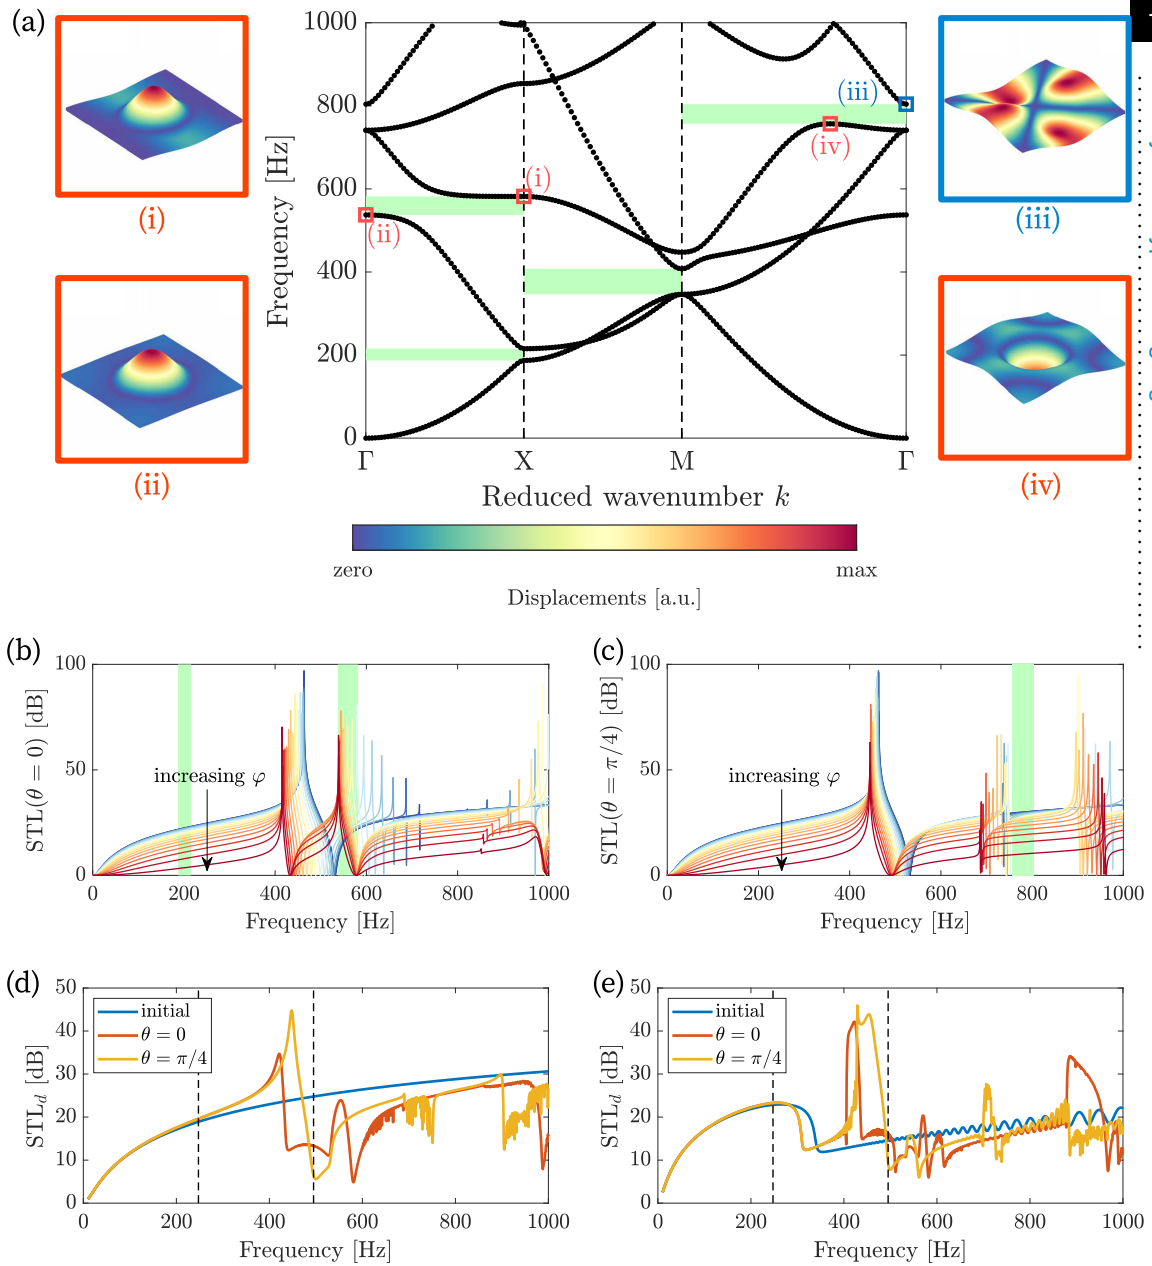 (a)
(i)
(ii)
1000
800
600
400
200
0
Frequency [Hz]
(i)
(ii)
(iii)
(iv)
Γ X M Γ
Reduced wavenumber k
(iii)
(iv)
zero max
Displacements [a.u.]
(b)
100
50
0
STL(θ = 0) [dB]
increasing φ
0 200 400 600 800 1000
Frequency [Hz]
(c)
100
50
0
STL(θ = π/4) [dB]
increasing φ
0 200 400 600 800 1000
Frequency [Hz]
(d)
50
40
30
20
10
0
STLd [dB]
initial
θ = 0
θ = π/4
0 200 400 600 800 1000
Frequency [Hz]
(e)
50
40
30
20
10
0
STLd [dB]
initial
θ = 0
θ = π/4
0 200 400 600 800 1000
Frequency [Hz]